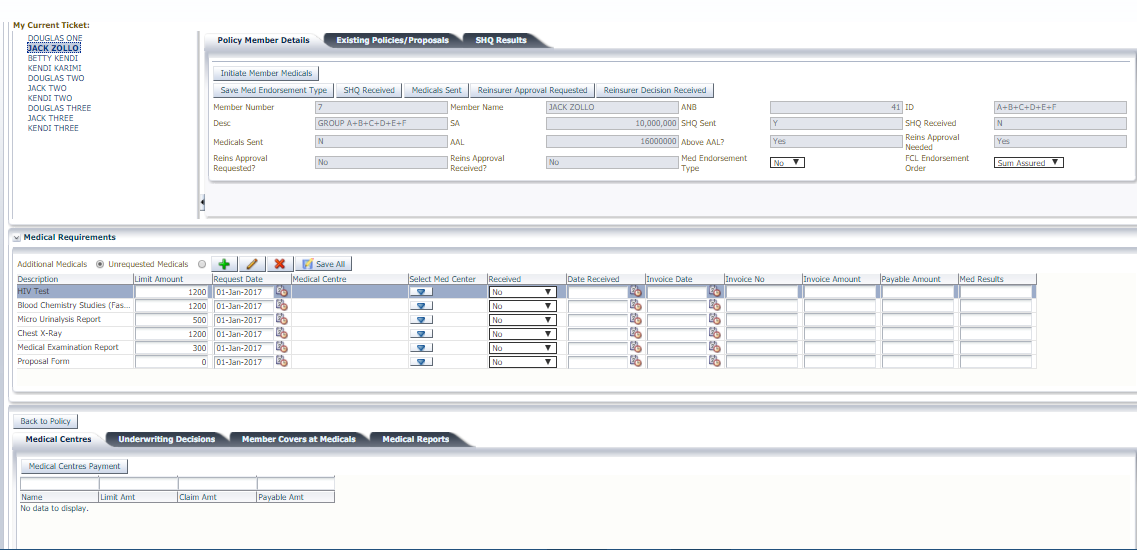 My Current Ticket:
DOUGLAS ONE
JACK ZOLLO
BETTY KENDI
KENDI KARIMI
DOUGLAS TWO
JACK TWO
KENDI TWO
DOUGLAS THREE
JACK THREE
KENDI THREE
Policy Member Details Existing Policies/Proposals SHQ Results
Initiate Member Medicals
Save Med Endorsement Type SHQ Received Medicals Sent Reinsurer Approval Requested Reinsurer Decision Received
Member Number 7 Member Name JACK ZOLLO ANB 41 ID A+B+C+D+E+F
Desc GROUP A+B+C+D+E+F SA 10,000,000 SHQ Sent Y SHQ Received N
Medicals Sent N AAL 16000000 Above AAL? Yes Reins Approval Needed Yes
Reins Approval Requested? No Reins Approval Received? No Med Endorsement Type No FCL Endorsement Order Sum Assured
Medical Requirements
Additional Medicals Unrequested Medicals Save All
Description Limit Amount Request Date Medical Centre Select Med Center Received Date Received Invoice Date Invoice No Invoice Amount Payable Amount Med Results
HIV Test 1200 01-Jan-2017 No
Blood Chemistry Studies (Fas... 1200 01-Jan-2017 No
Micro Urinalysis Report 500 01-Jan-2017 No
Chest X-Ray 1200 01-Jan-2017 No
Medical Examination Report 300 01-Jan-2017 No
Proposal Form 0 01-Jan-2017 No
Back to Policy
Medical Centres Underwriting Decisions Member Covers at Medicals Medical Reports
Medical Centres Payment
Name Limit Amt Claim Amt Payable Amt
No data to display.